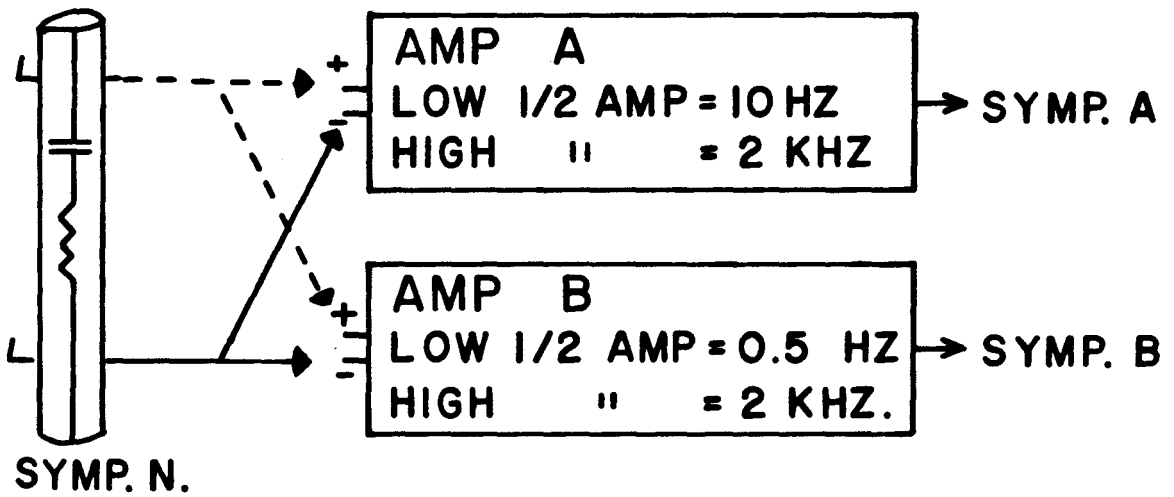 AMP A
+
LOW 1/2 AMP = 10 HZ
-
HIGH " = 2 KHZ
SYMP. A
AMP B
+
LOW 1/2 AMP = 0.5 HZ
-
HIGH " = 2 KHZ.
SYMP. B
SYMP. N.